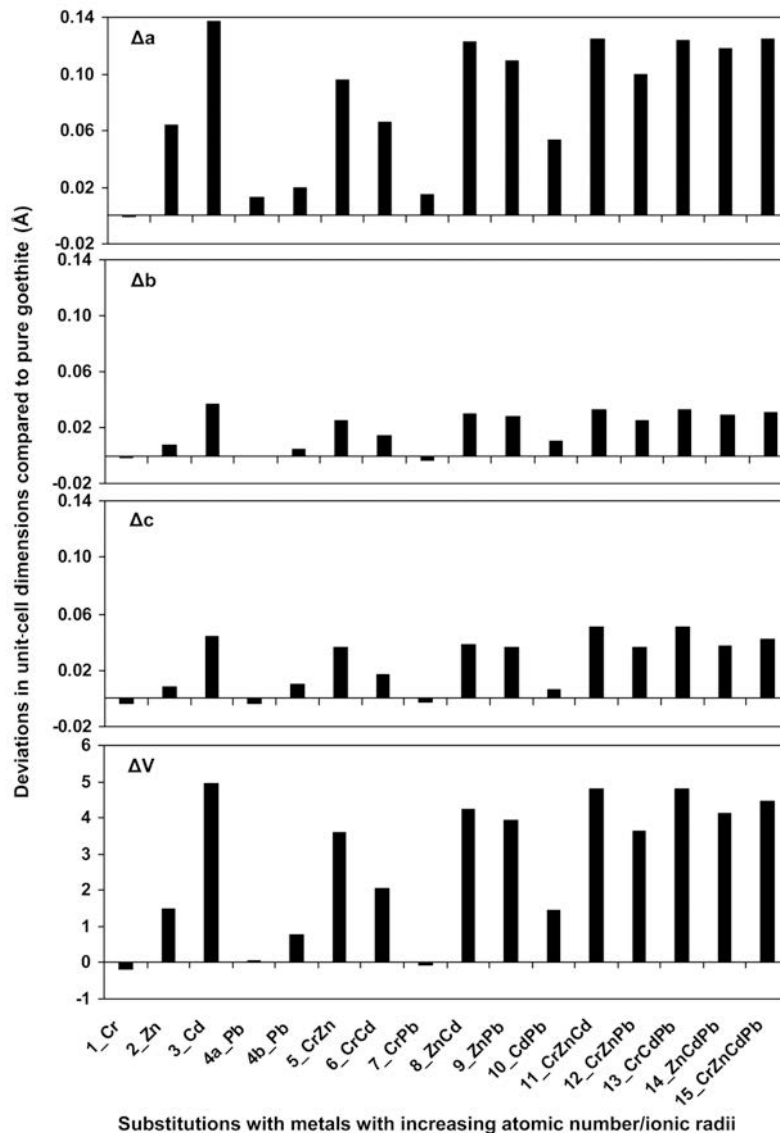 Deviations in unit-cell dimensions compared to pure goethite (Å)
0.14
Δa
0.10
0.06
0.02
-0.02
0.14
Δb
0.10
0.06
0.02
-0.02
0.14
Δc
0.10
0.06
0.02
-0.02
6
ΔV
5
4
3
2
1
0
-1
1_Cr
2_Zn
3_Cd
4a_Pb
4b_Pb
5_CrZn
6_CrCd
7_CrPb
8_ZnCd
9_ZnPb
10_CdPb
11_CrZnCd
12_CrZnPb
13_CrCdPb
14_ZnCdPb
15_CrZnCdPb
Substitutions with metals with increasing atomic number/ionic radii